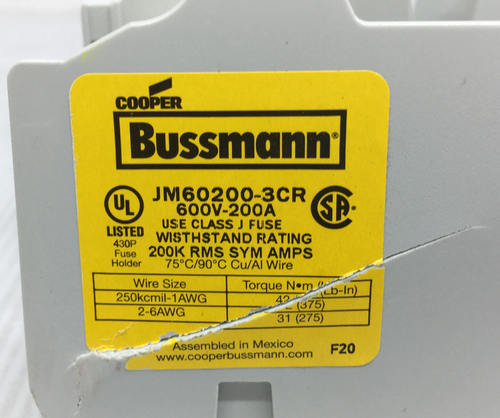 COOPER
Bussmann®
UL
LISTED
430P
Fuse
Holder
JM60200-3CR
600V-200A
USE CLASS J FUSE
WISTHSTAND RATING
200K RMS SYM AMPS
75°C/90°C Cu/Al Wire
SA
Wire Size Torque N•m (Lb-In)
250kcmil-1AWG 42 (375)
2-6AWG 31 (275)
Assembled in Mexico
www.cooperbussmann.com
F20